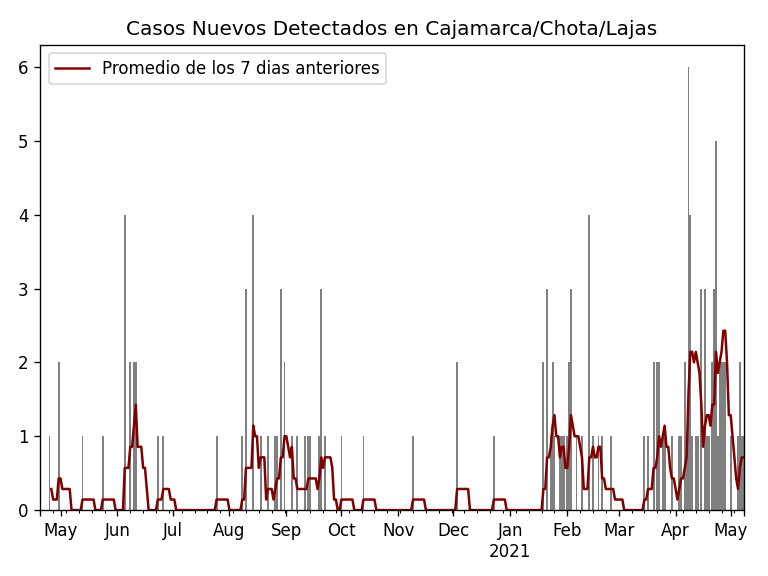 Casos Nuevos Detectados en Cajamarca/Chota/Lajas
Promedio de los 7 dias anteriores
6
5
4
3
2
1
0
May Jun Jul Aug Sep Oct Nov Dec Jan Feb Mar Apr May
2021